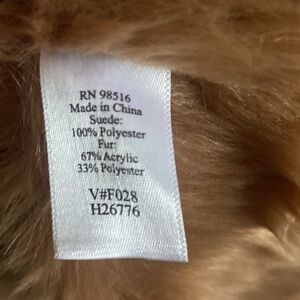 RN 98516
Made in China
Suede:
100% Polyester
Fur:
67% Acrylic
33% Polyester
V#F028
H26776